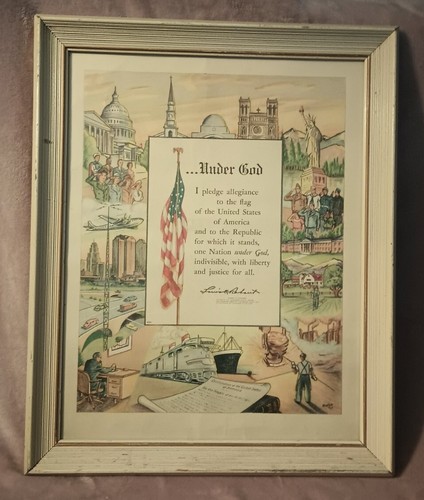 ...Under God
I pledge allegiance
to the flag
of the United States
of America
and to the Republic
for which it stands,
one Nation under God,
indivisible, with liberty
and justice for all.